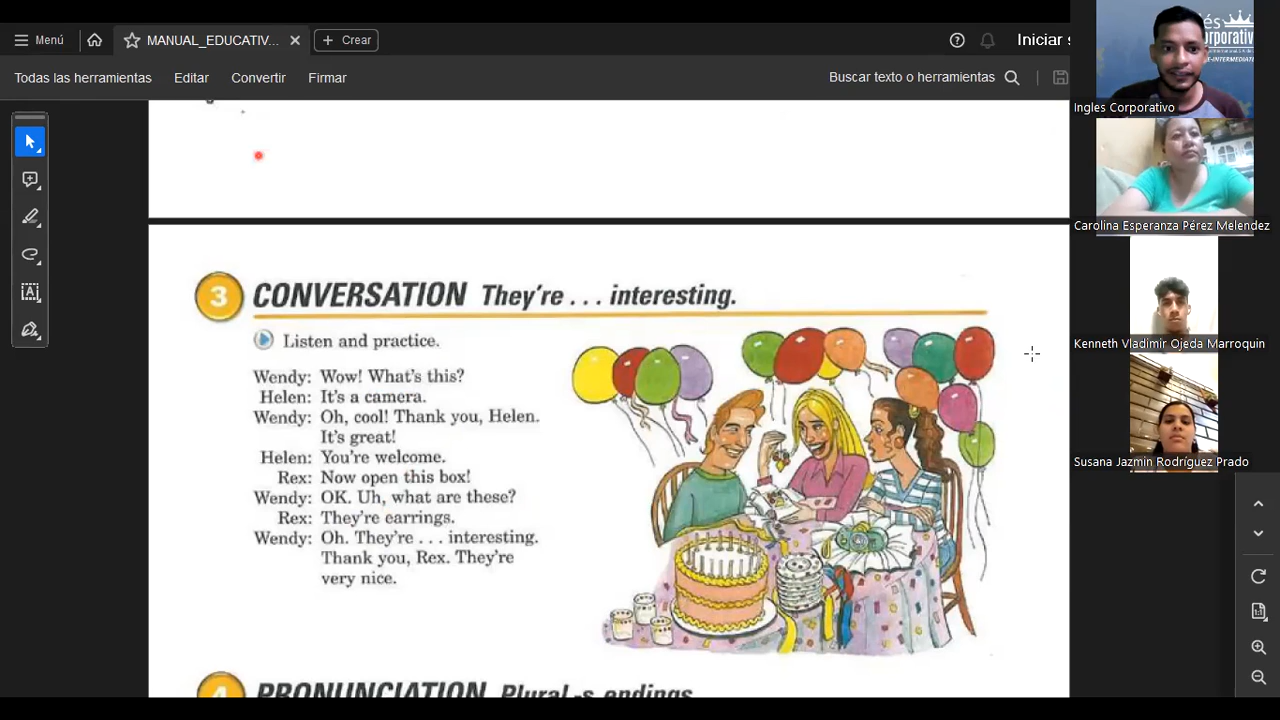 Menú
MANUAL_EDUCATIV...
Crear
Iniciar s
Todas las herramientas
Editar
Convertir
Firmar
Buscar texto o herramientas
3 CONVERSATION They're . . . interesting.
Listen and practice.
Wendy: Wow! What's this?
Helen: It's a camera.
Wendy: Oh, cool! Thank you, Helen.
It's great!
Helen: You're welcome.
Rex: Now open this box!
Wendy: OK. Uh, what are these?
Rex: They're earrings.
Wendy: Oh. They're . . . interesting.
Thank you, Rex. They're
very nice.
4 PRONUNCIATION Plural -s endings
Ingles Corporativo
Carolina Esperanza Pérez Melendez
Kenneth Vladimir Ojeda Marroquin
Susana Jazmin Rodríguez Prado